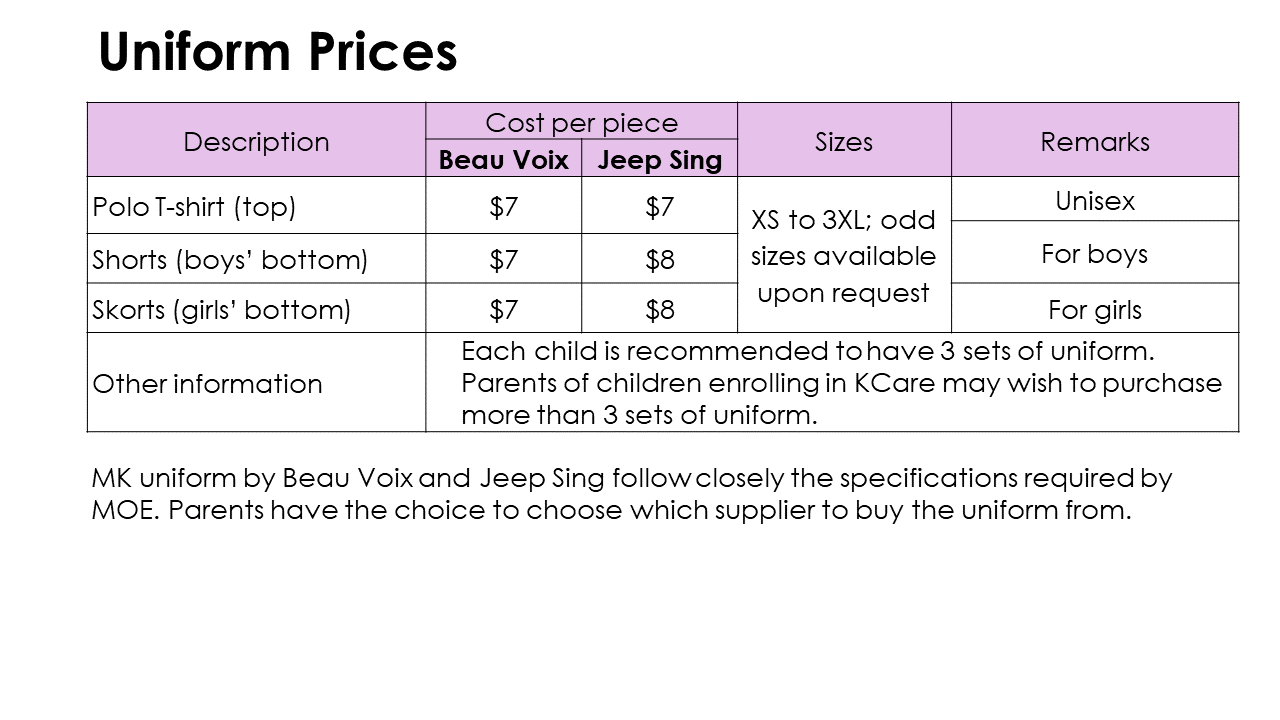 Uniform Prices
Description
Cost per piece
Sizes
Remarks
Beau Voix
Jeep Sing
Polo T-shirt (top)
$7
$7
XS to 3XL; odd
sizes available
upon request
Unisex
Shorts (boys’ bottom)
$7
$8
For boys
Skorts (girls’ bottom)
$7
$8
For girls
Other information
Each child is recommended to have 3 sets of uniform.
Parents of children enrolling in KCare may wish to purchase
more than 3 sets of uniform.
MK uniform by Beau Voix and Jeep Sing follow closely the specifications required by
MOE. Parents have the choice to choose which supplier to buy the uniform from.